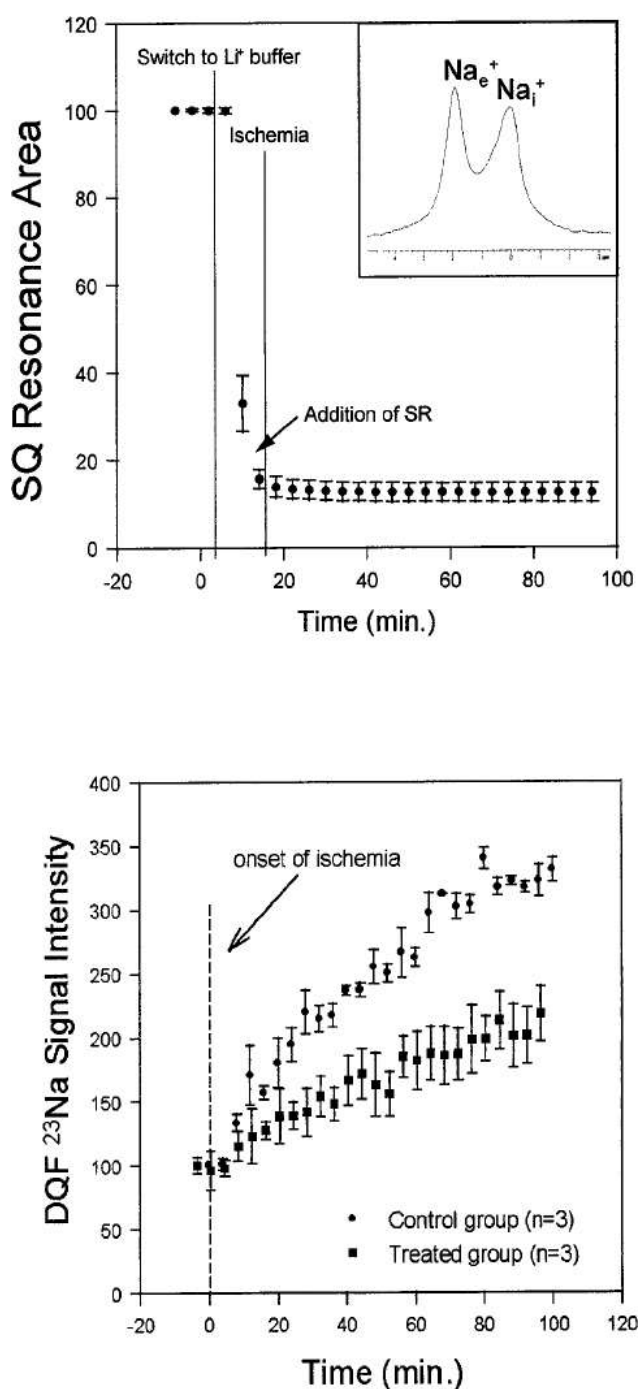 120
100
80
60
40
20
0
SQ Resonance Area
Switch to Li⁺ buffer
Ischemia
Addition of SR
Naₑ⁺
Naᵢ⁺
-20 0 20 40 60 80 100
Time (min.)
400
350
300
250
200
150
100
50
0
DQF ²³Na Signal Intensity
onset of ischemia
Control group (n=3)
Treated group (n=3)
-20 0 20 40 60 80 100 120
Time (min.)